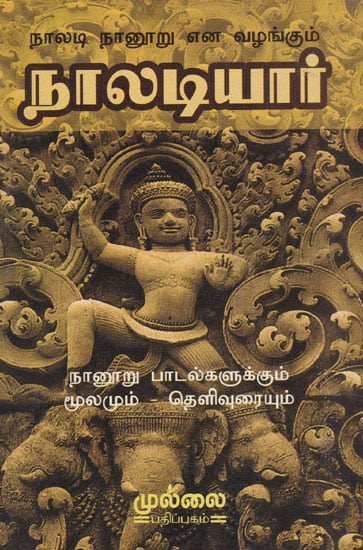 நாலடி நானூறு என வழங்கும்
நாலடியார்
நானூறு பாடல்களுக்கும்
மூலமும் - தெளிவுரையும்
முல்லை
பதிப்பகம்